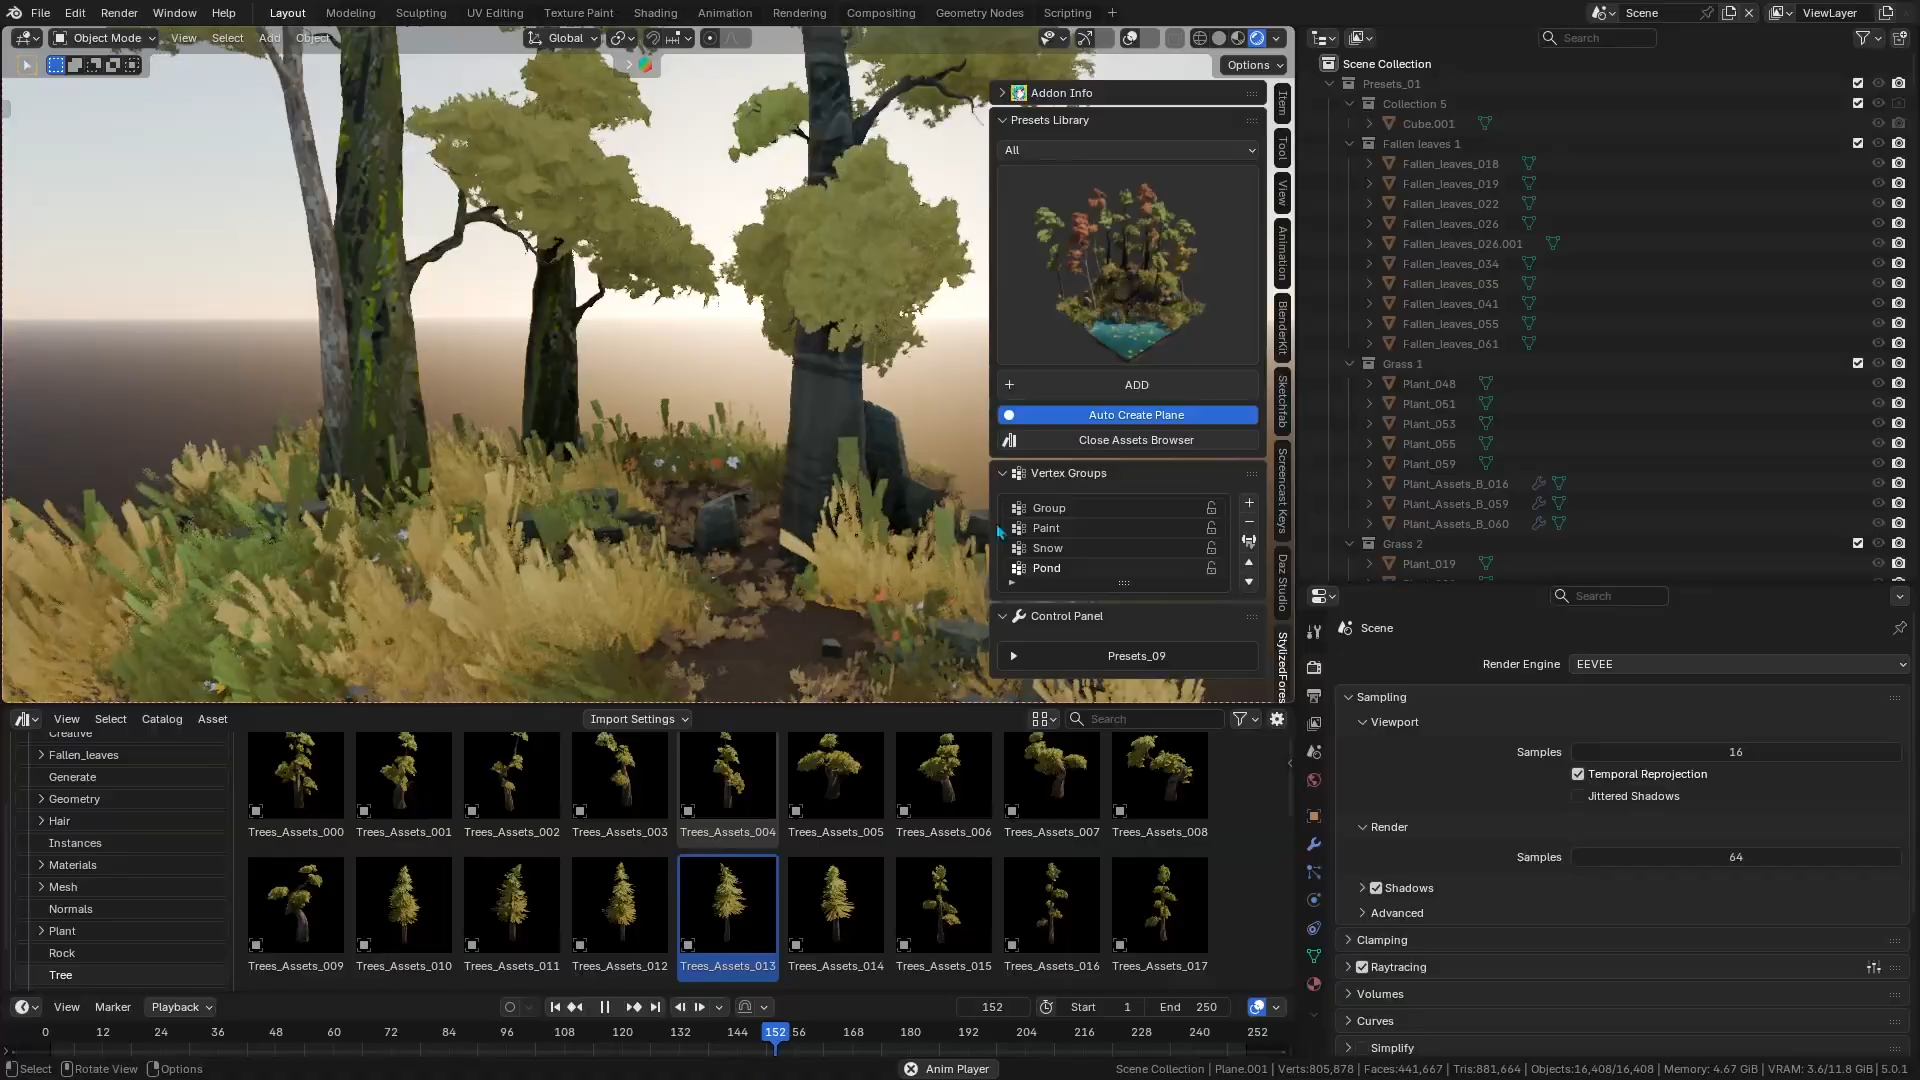 File Edit Render Window Help Layout Modeling Sculpting UV Editing Texture Paint Shading Animation Rendering Compositing Geometry Nodes Scripting + Scene ViewLayer
Object Mode View Select Add Object Global
Options
Addon Info
Presets Library
All
ADD
Auto Create Plane
Close Assets Browser
Vertex Groups
Group
Paint
Snow
Pond
Control Panel
Presets_09
Item
Tool
View
Animation
BlenderKit
Sketchfab
Screencast Keys
Daz Studio
StylizedFores
Search
Scene Collection
Presets_01
Collection 5
Cube.001
Fallen leaves 1
Fallen_leaves_018
Fallen_leaves_019
Fallen_leaves_022
Fallen_leaves_026
Fallen_leaves_026.001
Fallen_leaves_034
Fallen_leaves_035
Fallen_leaves_041
Fallen_leaves_055
Fallen_leaves_061
Grass 1
Plant_048
Plant_051
Plant_053
Plant_055
Plant_059
Plant_Assets_B_016
Plant_Assets_B_059
Plant_Assets_B_060
Grass 2
Plant_019
Search
Scene
Render Engine EEVEE
Sampling
Viewport
Samples 16
Temporal Reprojection
Jittered Shadows
Render
Samples 64
Shadows
Advanced
Clamping
Raytracing
Volumes
Curves
Simplify
View Select Catalog Asset Import Settings Search
Creative
Fallen_leaves
Generate
Geometry
Hair
Instances
Materials
Mesh
Normals
Plant
Rock
Tree
Trees_Assets_000 Trees_Assets_001 Trees_Assets_002 Trees_Assets_003 Trees_Assets_004 Trees_Assets_005 Trees_Assets_006 Trees_Assets_007 Trees_Assets_008
Trees_Assets_009 Trees_Assets_010 Trees_Assets_011 Trees_Assets_012 Trees_Assets_013 Trees_Assets_014 Trees_Assets_015 Trees_Assets_016 Trees_Assets_017
View Marker Playback 152 Start 1 End 250
0 12 24 36 48 60 72 84 96 108 120 132 144 152 56 168 180 192 204 216 228 240 252
Select Rotate View Options Anim Player Scene Collection | Plane.001 | Verts:805,878 | Faces:441,667 | Tris:881,664 | Objects:16,408/16,408 | Memory: 4.67 GiB | VRAM: 3.6/11.8 GiB | 5.0.1